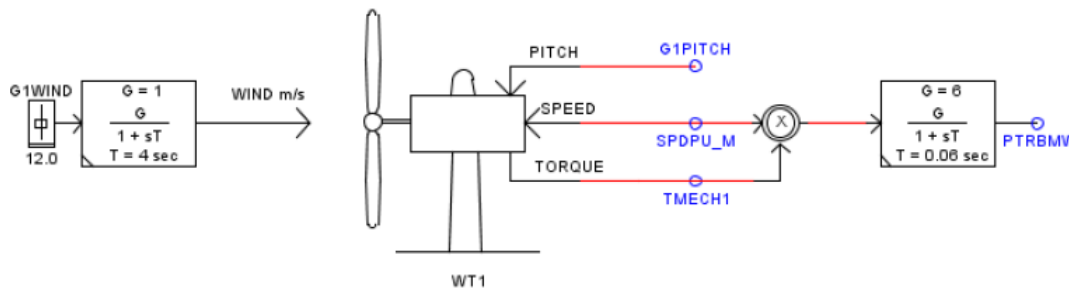 G1WIND
12.0
G = 1
G
1 + sT
T = 4 sec
WIND m/s
PITCH
G1PITCH
SPEED
SPDPU_M
TORQUE
TMECH1
WT1
X
G = 6
G
1 + sT
T = 0.06 sec
PTRBMW